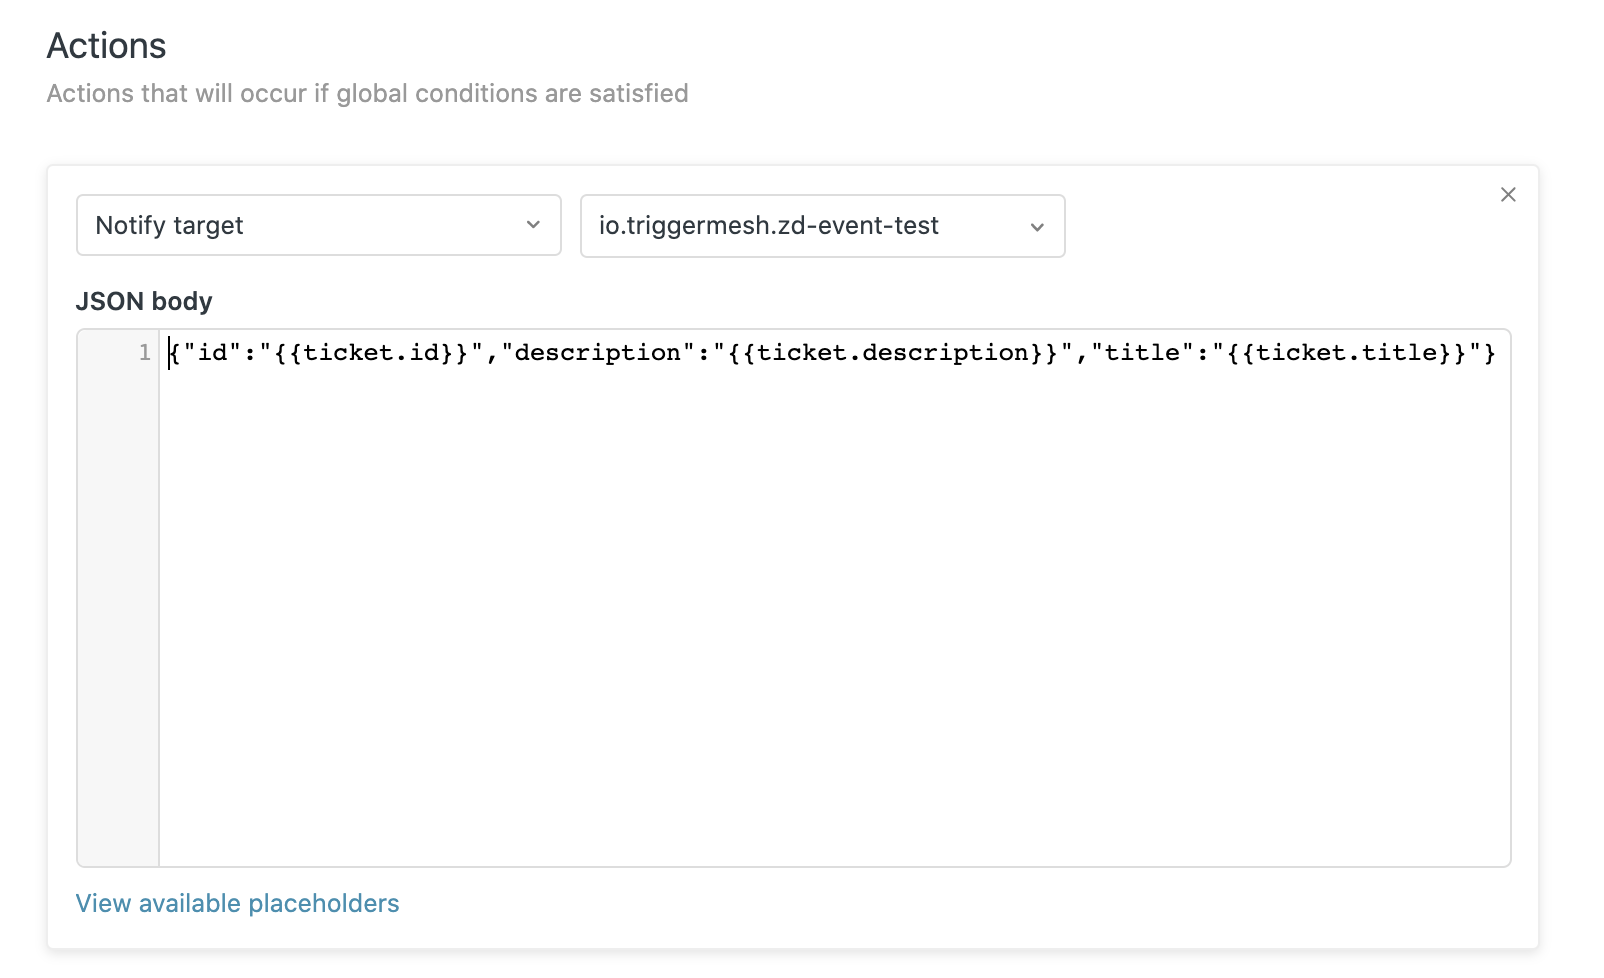 Actions
Actions that will occur if global conditions are satisfied
Notify target
io.triggermesh.zd-event-test
JSON body
1 {"id":"{{ticket.id}}","description":"{{ticket.description}}","title":"{{ticket.title}}"}
View available placeholders